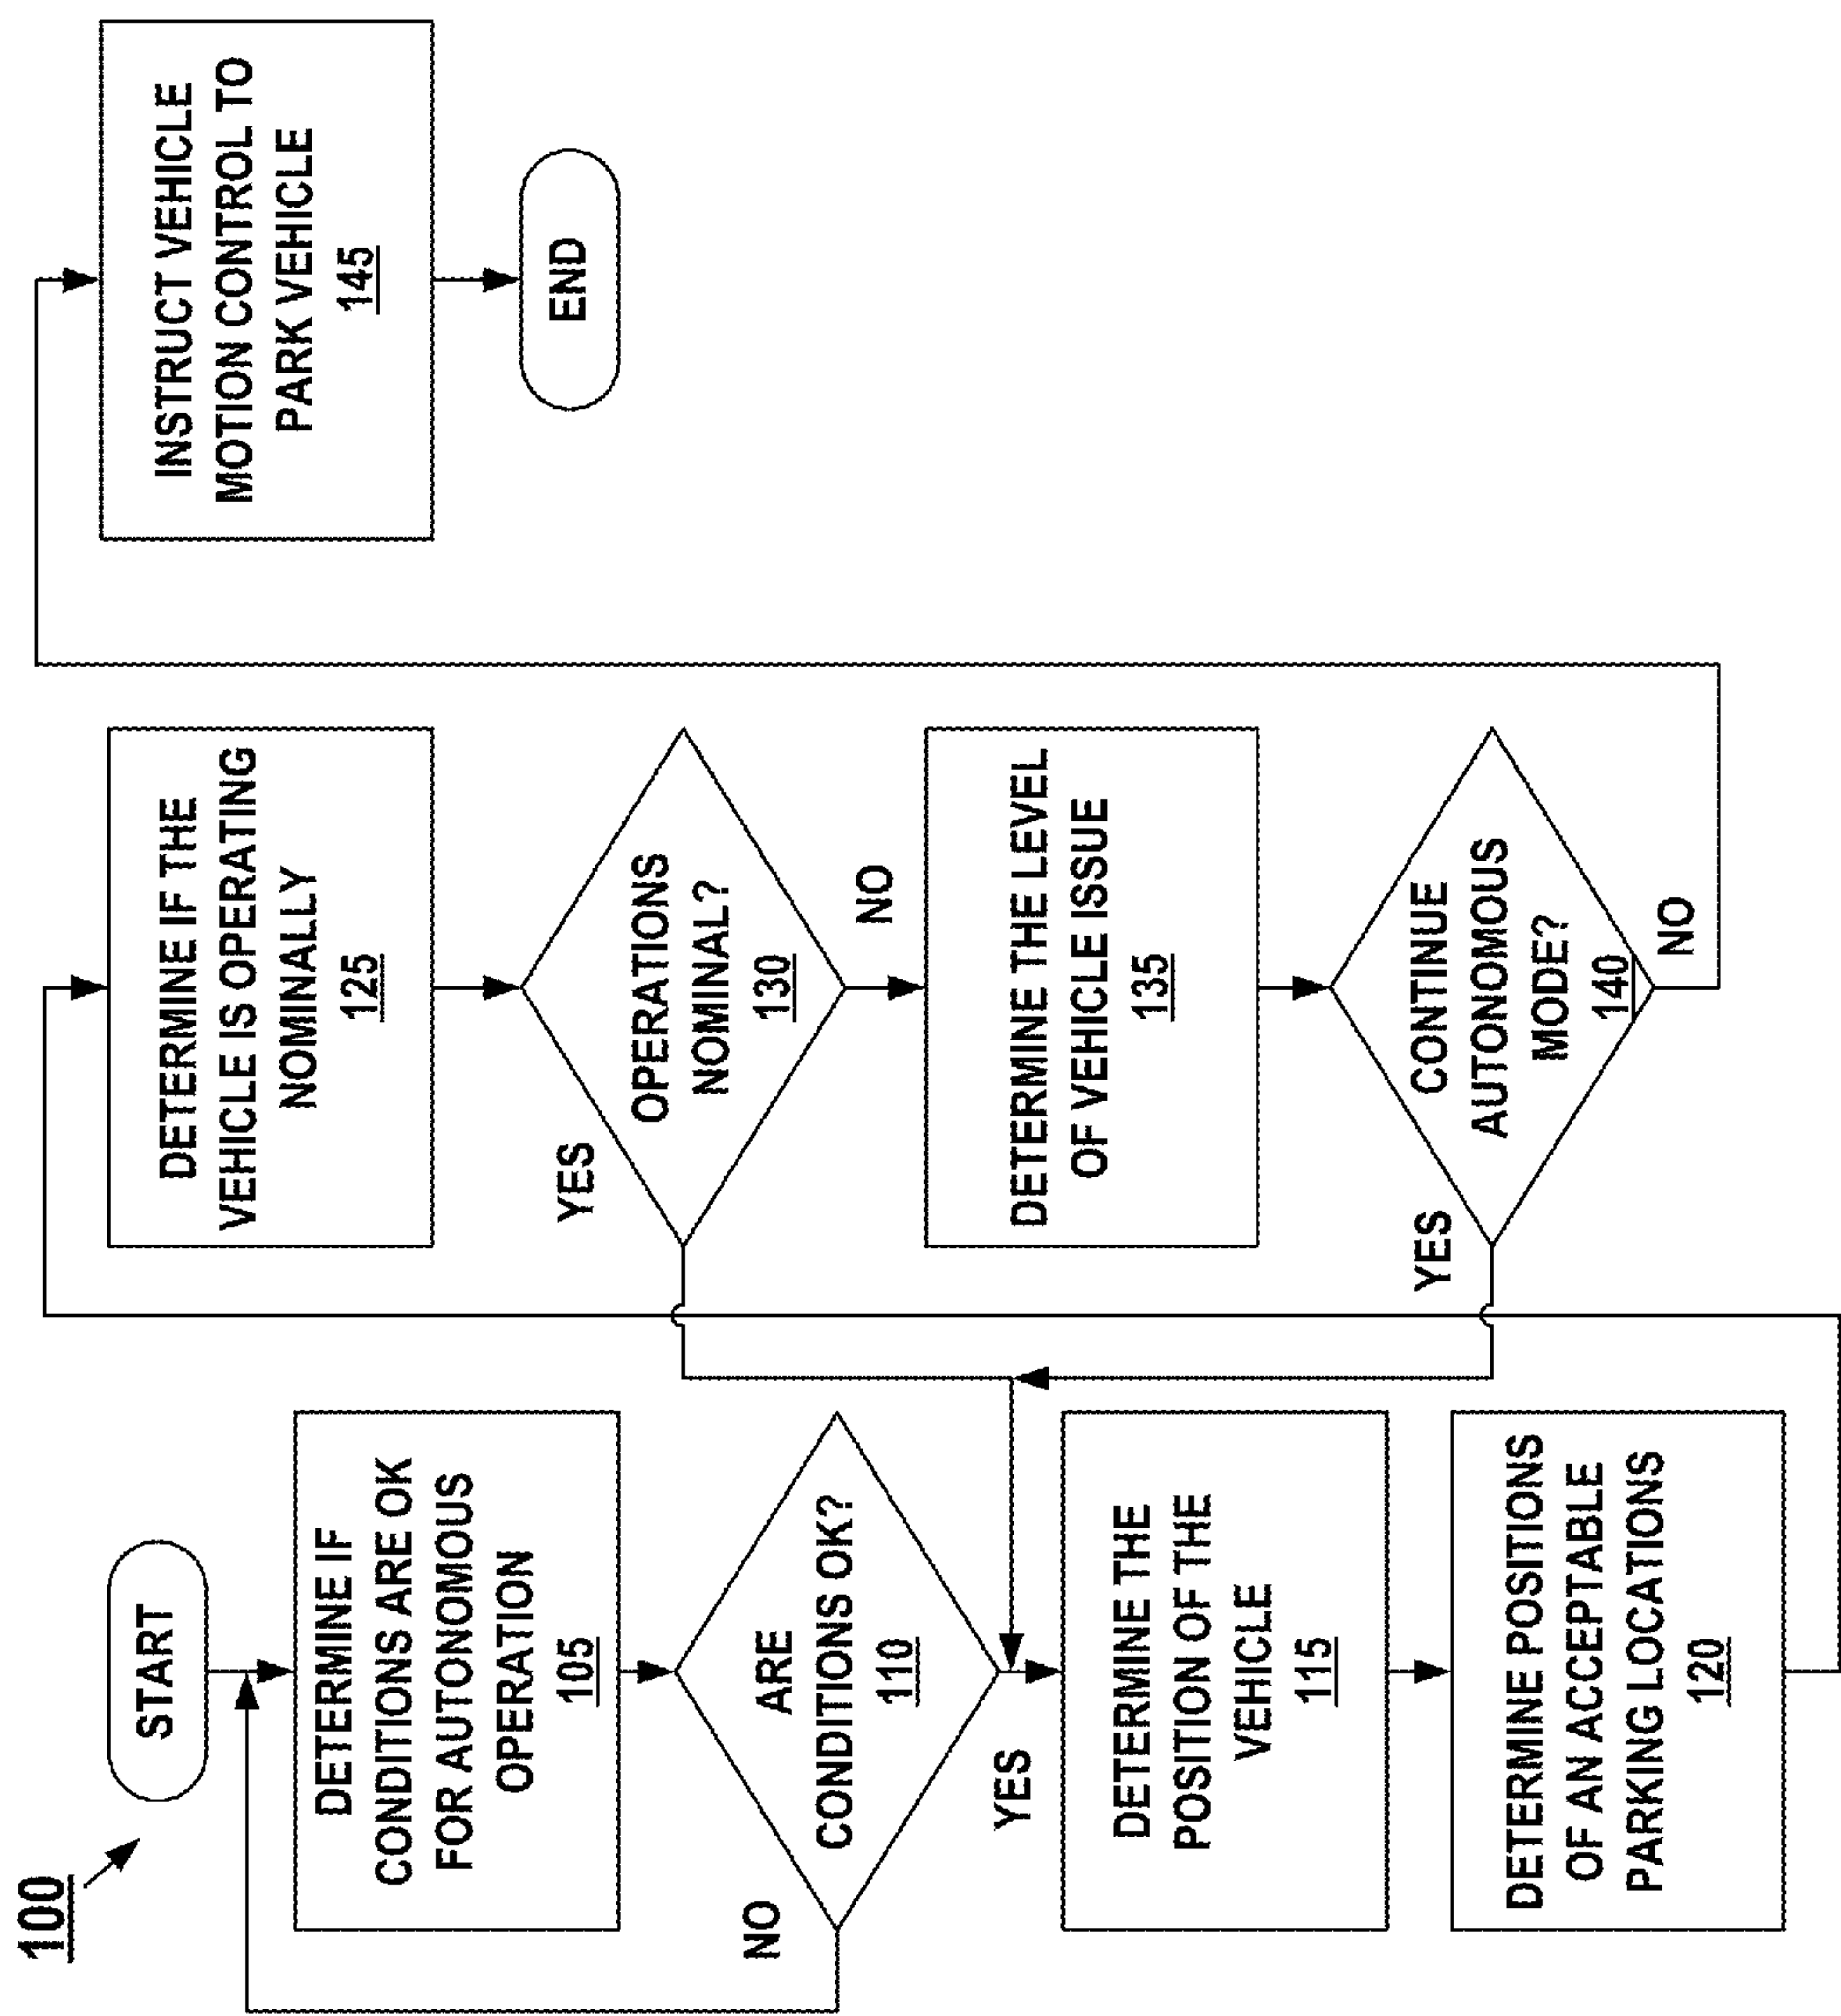 100
START
DETERMINE IF
CONDITIONS ARE OK
FOR AUTONOMOUS
OPERATION
105
ARE
CONDITIONS OK?
110
NO
YES
DETERMINE THE
POSITION OF THE
VEHICLE
115
DETERMINE POSITIONS
OF AN ACCEPTABLE
PARKING LOCATIONS
120
DETERMINE IF THE
VEHICLE IS OPERATING
NOMINALLY
125
OPERATIONS
NOMINAL?
130
YES
NO
DETERMINE THE LEVEL
OF VEHICLE ISSUE
135
CONTINUE
AUTONOMOUS
MODE?
140
YES
NO
INSTRUCT VEHICLE
MOTION CONTROL TO
PARK VEHICLE
145
END